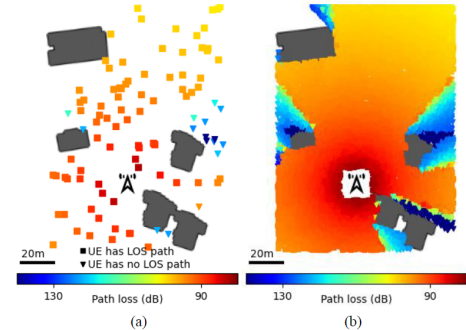 20m
■ UE has LOS path
▼ UE has no LOS path
20m
130 90
Path loss (dB)
130 90
Path loss (dB)
(a) (b)